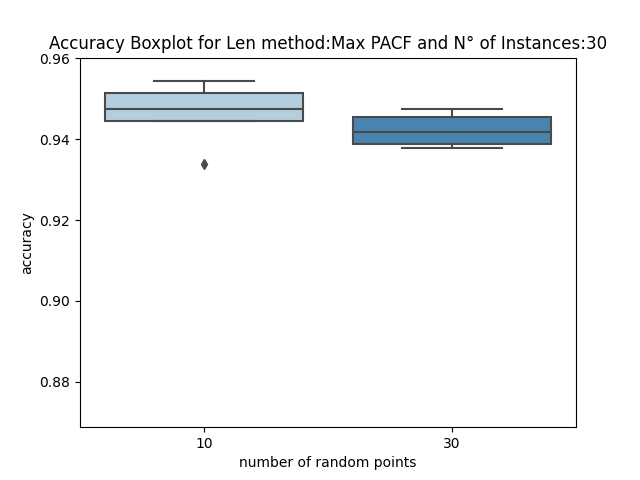 Accuracy Boxplot for Len method:Max PACF and N° of Instances:30
0.96
0.94
0.92
0.90
0.88
accuracy
10
30
number of random points